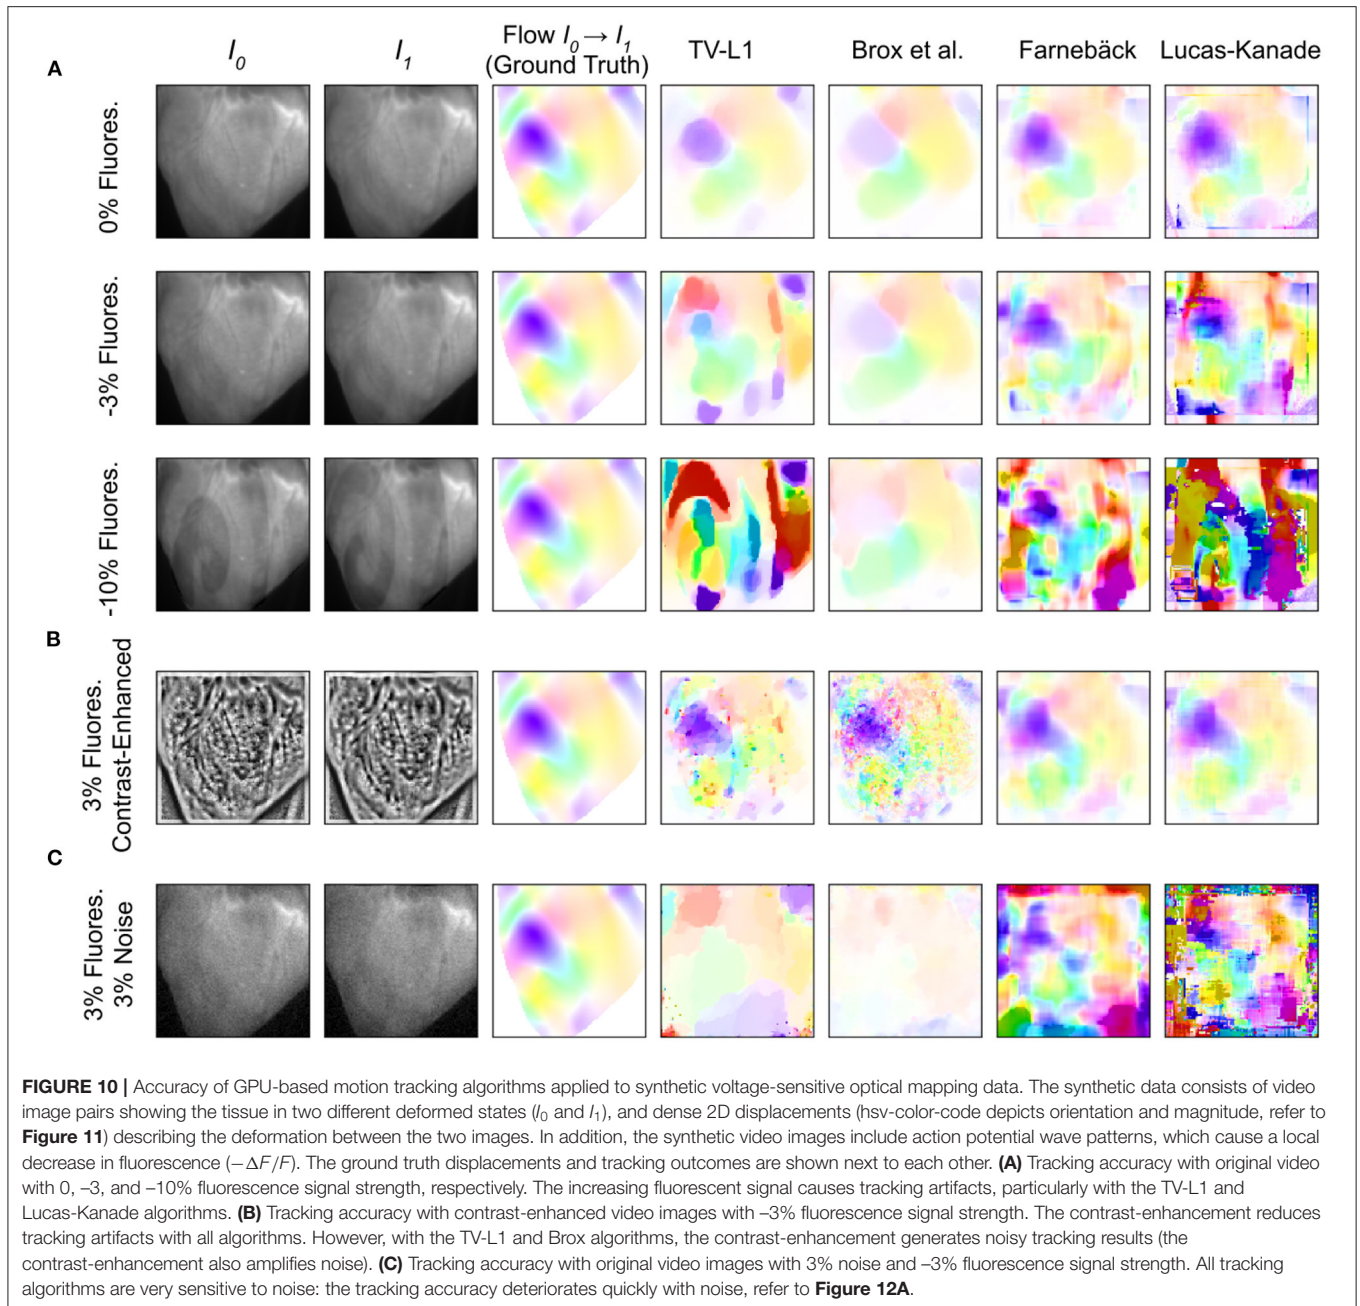 I0
I1
Flow I0 → I1
(Ground Truth)
TV-L1
Brox et al.
Farnebäck
Lucas-Kanade
A
0% Fluores.
-3% Fluores.
-10% Fluores.
B
3% Fluores.
Contrast-Enhanced
C
3% Fluores.
3% Noise
FIGURE 10 | Accuracy of GPU-based motion tracking algorithms applied to synthetic voltage-sensitive optical mapping data. The synthetic data consists of video
image pairs showing the tissue in two different deformed states (I0 and I1), and dense 2D displacements (hsv-color-code depicts orientation and magnitude, refer to
Figure 11) describing the deformation between the two images. In addition, the synthetic video images include action potential wave patterns, which cause a local
decrease in fluorescence (−ΔF/F). The ground truth displacements and tracking outcomes are shown next to each other. (A) Tracking accuracy with original video
with 0, –3, and –10% fluorescence signal strength, respectively. The increasing fluorescent signal causes tracking artifacts, particularly with the TV-L1 and
Lucas-Kanade algorithms. (B) Tracking accuracy with contrast-enhanced video images with –3% fluorescence signal strength. The contrast-enhancement reduces
tracking artifacts with all algorithms. However, with the TV-L1 and Brox algorithms, the contrast-enhancement generates noisy tracking results (the
contrast-enhancement also amplifies noise). (C) Tracking accuracy with original video images with 3% noise and –3% fluorescence signal strength. All tracking
algorithms are very sensitive to noise: the tracking accuracy deteriorates quickly with noise, refer to Figure 12A.